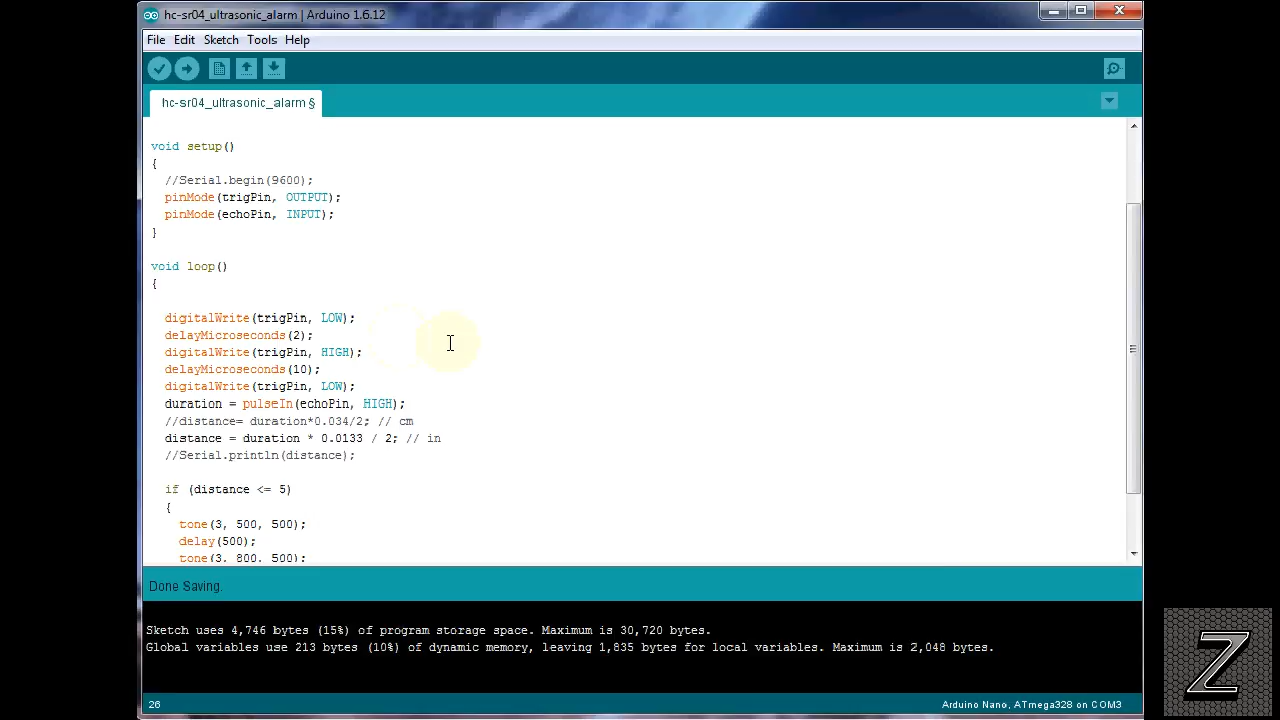 hc-sr04_ultrasonic_alarm | Arduino 1.6.12
File Edit Sketch Tools Help
hc-sr04_ultrasonic_alarm §
void setup()
{
//Serial.begin(9600);
pinMode(trigPin, OUTPUT);
pinMode(echoPin, INPUT);
}
void loop()
{
digitalWrite(trigPin, LOW);
delayMicroseconds(2);
digitalWrite(trigPin, HIGH);
delayMicroseconds(10);
digitalWrite(trigPin, LOW);
duration = pulseIn(echoPin, HIGH);
//distance= duration*0.034/2; // cm
distance = duration * 0.0133 / 2; // in
//Serial.println(distance);
if (distance <= 5)
{
tone(3, 500, 500);
delay(500);
tone(3, 800, 500);
Done Saving.
Sketch uses 4,746 bytes (15%) of program storage space. Maximum is 30,720 bytes.
Global variables use 213 bytes (10%) of dynamic memory, leaving 1,835 bytes for local variables. Maximum is 2,048 bytes.
26 Arduino Nano, ATmega328 on COM3
Z